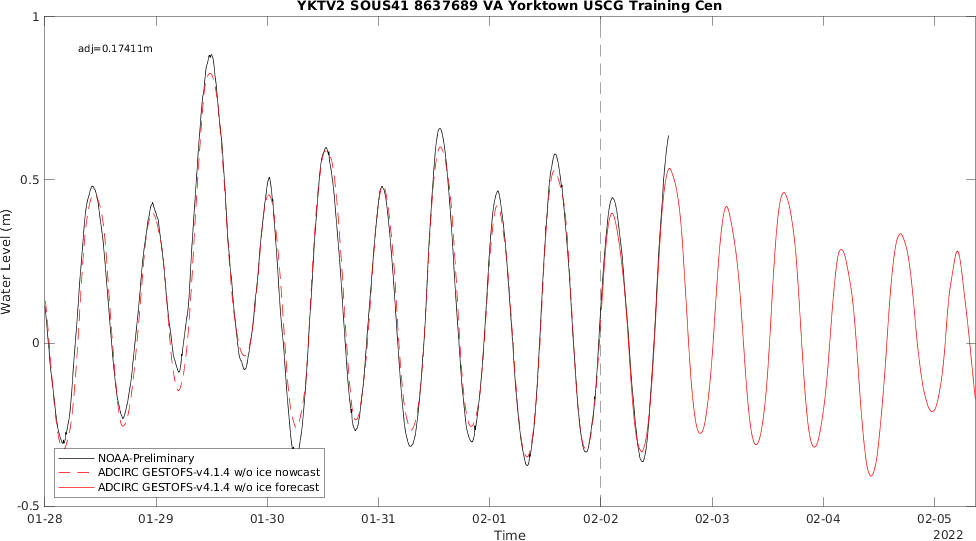 YKTV2 SOUS41 8637689 VA Yorktown USCG Training Cen
adj=0.17411m
Water Level (m)
1
0.5
0
-0.5
NOAA-Preliminary
ADCIRC GESTOFS-v4.1.4 w/o ice nowcast
ADCIRC GESTOFS-v4.1.4 w/o ice forecast
01-28 01-29 01-30 01-31 02-01 02-02 02-03 02-04 02-05
Time
2022